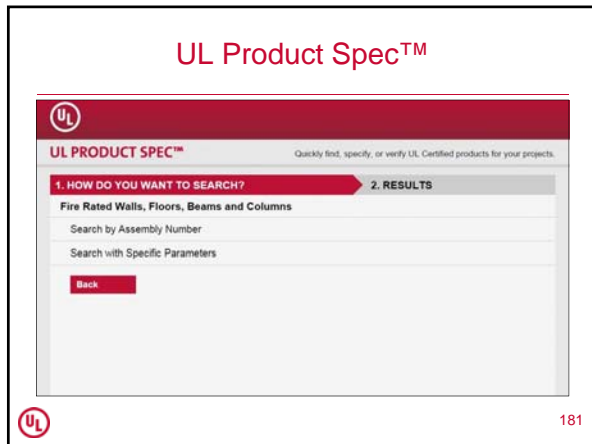 UL Product Spec™
UL
UL PRODUCT SPEC™ Quickly find, specify, or verify UL Certified products for your projects.
1. HOW DO YOU WANT TO SEARCH? 2. RESULTS
Fire Rated Walls, Floors, Beams and Columns
Search by Assembly Number
Search with Specific Parameters
Back
UL 181